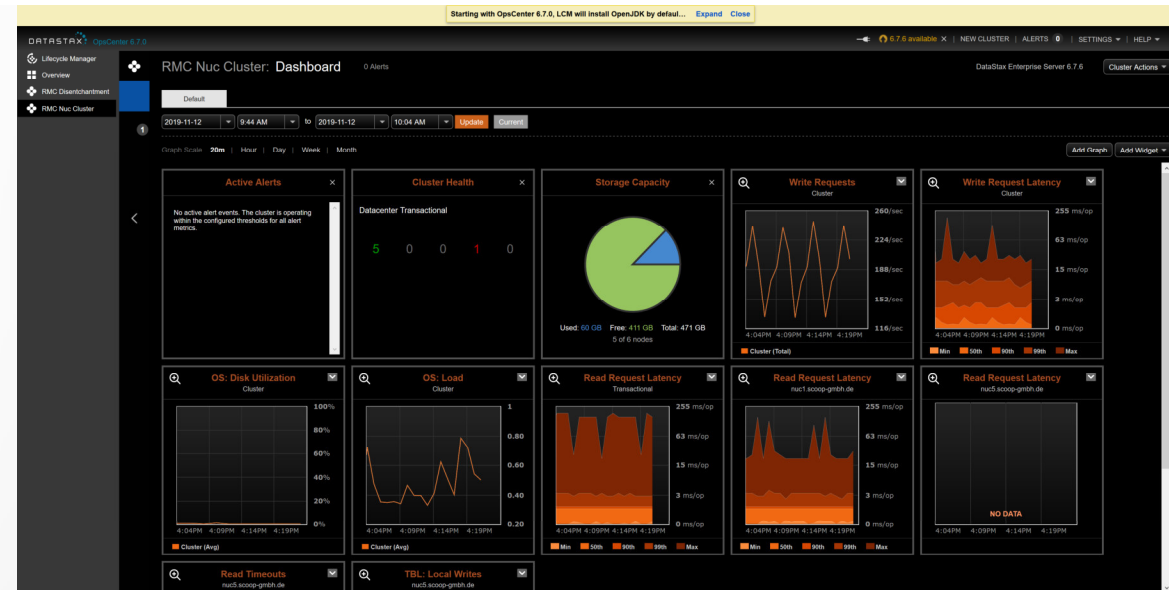 Starting with OpsCenter 6.7.0, LCM will install OpenJDK by defaul... Expand Close
DATASTAX OpsCenter 6.7.0
6.7.6 available × | NEW CLUSTER | ALERTS 0 | SETTINGS | HELP
Lifecycle Manager
Overview
RMC Disentchantment
RMC Nuc Cluster
1
RMC Nuc Cluster: Dashboard 0 Alerts
DataStax Enterprise Server 6.7.6 Cluster Actions
Default
2019-11-12 9:44 AM to 2019-11-12 10:04 AM Update Current
Graph Scale 20m | Hour | Day | Week | Month
Add Graph Add Widget
Active Alerts ×
No active alert events. The cluster is operating
within the configured thresholds for all alert
metrics.
Cluster Health ×
Datacenter Transactional
5 0 0 1 0
Storage Capacity ×
Used: 60 GB Free: 411 GB Total: 471 GB
5 of 6 nodes
Write Requests
Cluster
260/sec
224/sec
188/sec
152/sec
116/sec
4:04PM 4:09PM 4:14PM 4:19PM
Cluster (Total)
Write Request Latency
Cluster
255 ms/op
63 ms/op
15 ms/op
3 ms/op
0 ms/op
4:04PM 4:09PM 4:14PM 4:19PM
Min 50th 90th 99th Max
OS: Disk Utilization
Cluster
100%
80%
60%
40%
20%
0%
4:04PM 4:09PM 4:14PM 4:19PM
Cluster (Avg)
OS: Load
Cluster
1
0.80
0.60
0.40
0.20
4:04PM 4:09PM 4:14PM 4:19PM
Cluster (Avg)
Read Request Latency
Transactional
255 ms/op
63 ms/op
15 ms/op
3 ms/op
0 ms/op
4:04PM 4:09PM 4:14PM 4:19PM
Min 50th 90th 99th Max
Read Request Latency
nuc1.scoop-gmbh.de
255 ms/op
63 ms/op
15 ms/op
3 ms/op
0 ms/op
4:04PM 4:09PM 4:14PM 4:19PM
Min 50th 90th 99th Max
Read Request Latency
nuc5.scoop-gmbh.de
NO DATA
4:04PM 4:09PM 4:14PM 4:19PM
Read Timeouts
nuc5.scoop-gmbh.de
TBL: Local Writes
nuc5.scoop-gmbh.de